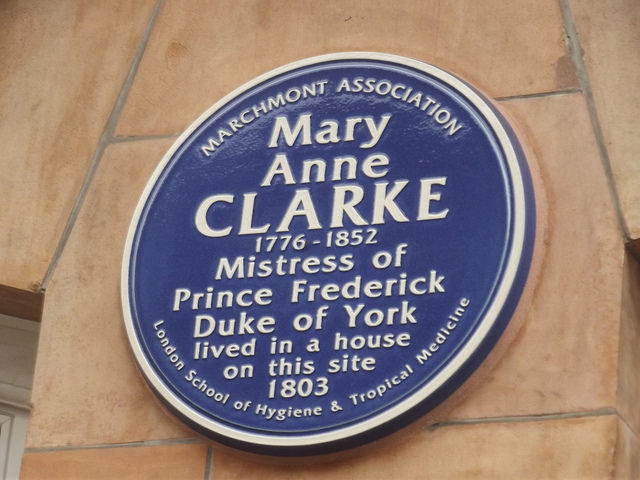 MARCHMONT ASSOCIATION
Mary
Anne
CLARKE
1776 - 1852
Mistress of
Prince Frederick
Duke of York
lived in a house
on this site
1803
London School of Hygiene & Tropical Medicine